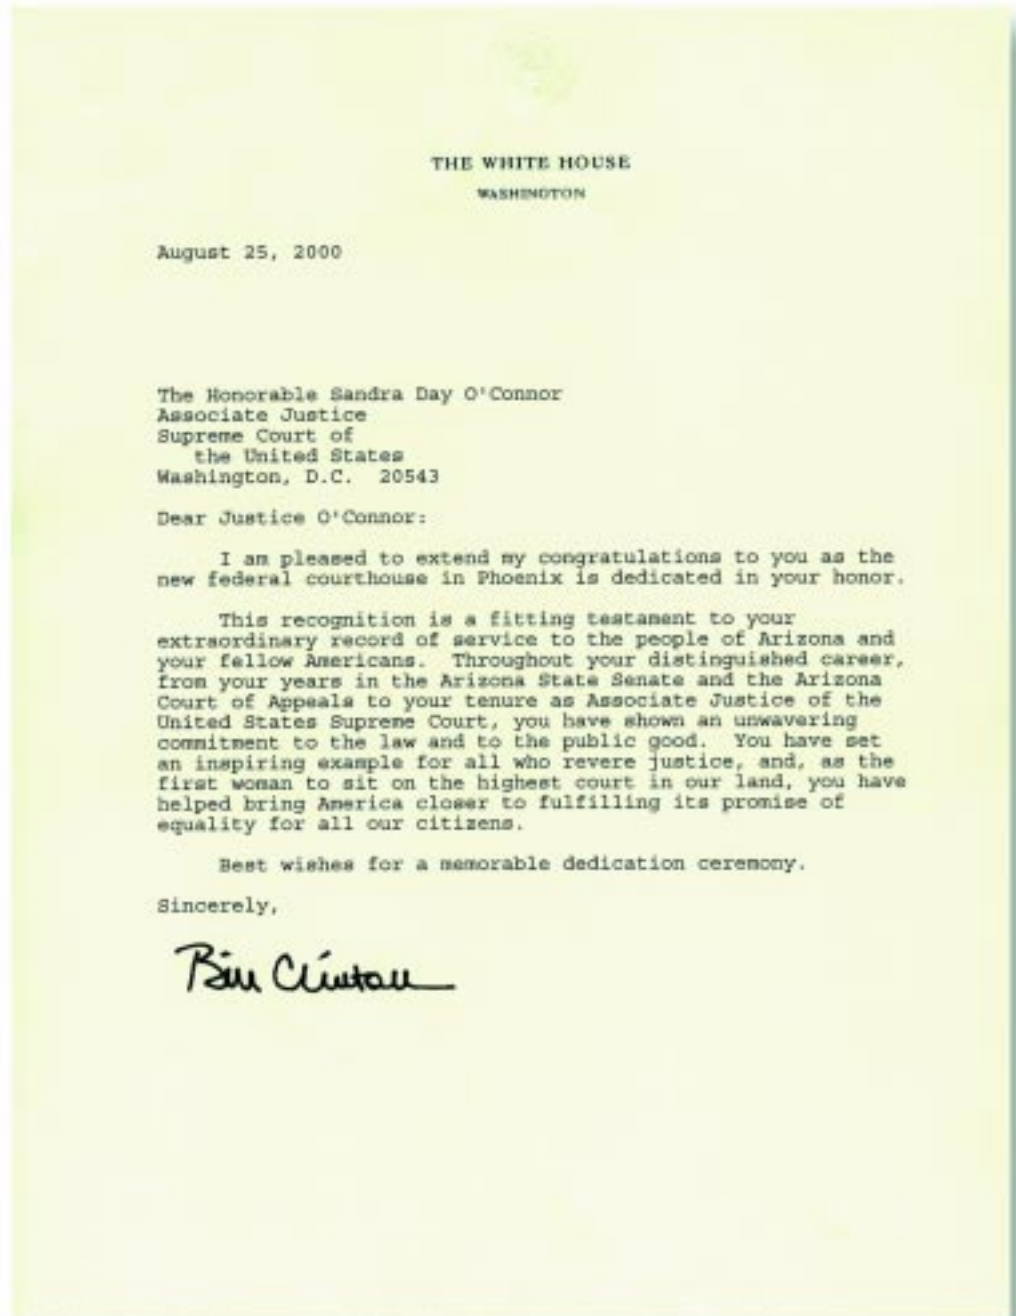 THE WHITE HOUSE
WASHINGTON
August 25, 2000
The Honorable Sandra Day O'Connor
Associate Justice
Supreme Court of
the United States
Washington, D.C. 20543
Dear Justice O'Connor:
I am pleased to extend my congratulations to you as the
new federal courthouse in Phoenix is dedicated in your honor.
This recognition is a fitting testament to your
extraordinary record of service to the people of Arizona and
your fellow Americans. Throughout your distinguished career,
from your years in the Arizona State Senate and the Arizona
Court of Appeals to your tenure as Associate Justice of the
United States Supreme Court, you have shown an unwavering
commitment to the law and to the public good. You have set
an inspiring example for all who revere justice, and, as the
first woman to sit on the highest court in our land, you have
helped bring America closer to fulfilling its promise of
equality for all our citizens.
Best wishes for a memorable dedication ceremony.
Sincerely,
Bill Clinton